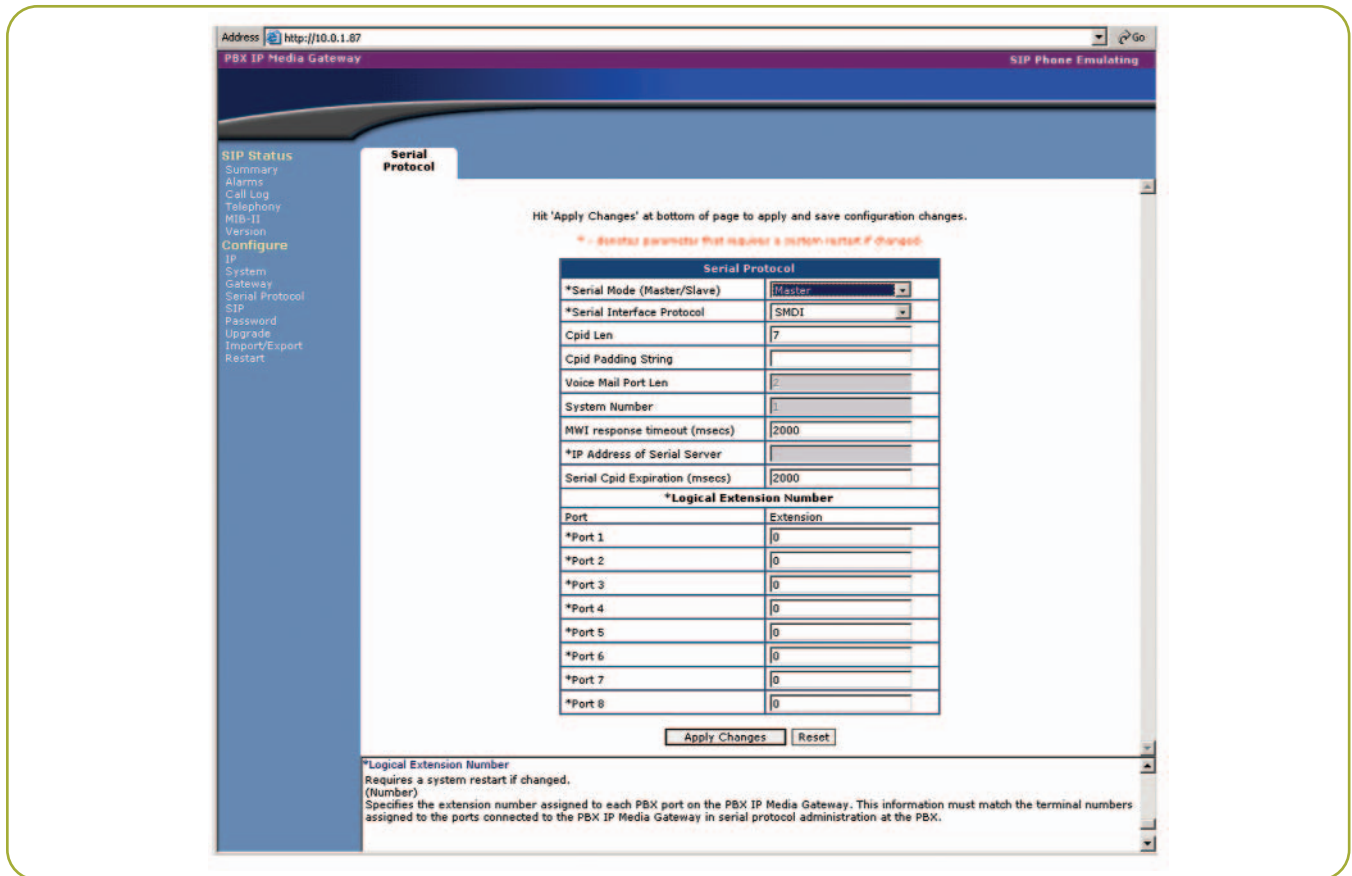 Address http://10.0.1.87 Go
PBX IP Media Gateway SIP Phone Emulating
SIP Status
Summary
Alarms
Call Log
Telephony
MIB-II
Version
Configure
IP
System
Gateway
Serial Protocol
SIP
Password
Upgrade
Import/Export
Restart
Serial
Protocol
Hit 'Apply Changes' at bottom of page to apply and save configuration changes.
* - denotes parameter that requires a system restart if changed.
Serial Protocol
*Serial Mode (Master/Slave) Master
*Serial Interface Protocol SMDI
Cpid Len 7
Cpid Padding String
Voice Mail Port Len 2
System Number 1
MWI response timeout (msecs) 2000
*IP Address of Serial Server
Serial Cpid Expiration (msecs) 2000
*Logical Extension Number
Port Extension
*Port 1 0
*Port 2 0
*Port 3 0
*Port 4 0
*Port 5 0
*Port 6 0
*Port 7 0
*Port 8 0
Apply Changes Reset
*Logical Extension Number
Requires a system restart if changed.
(Number)
Specifies the extension number assigned to each PBX port on the PBX IP Media Gateway. This information must match the terminal numbers
assigned to the ports connected to the PBX IP Media Gateway in serial protocol administration at the PBX.